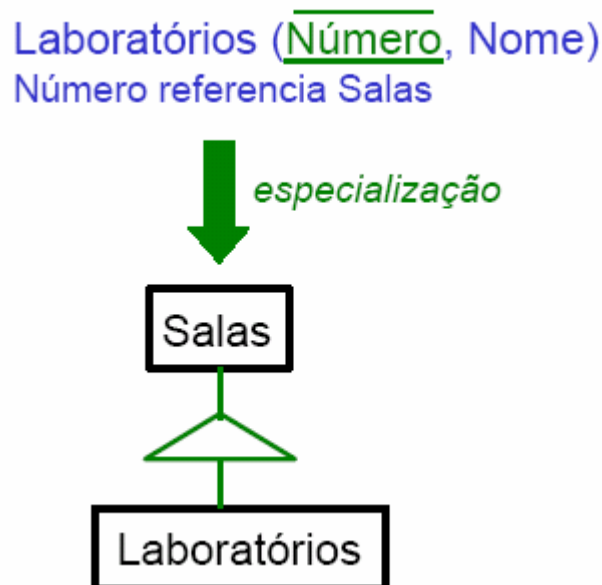 Laboratórios (Número, Nome)
Número referencia Salas
especialização
Salas
Laboratórios